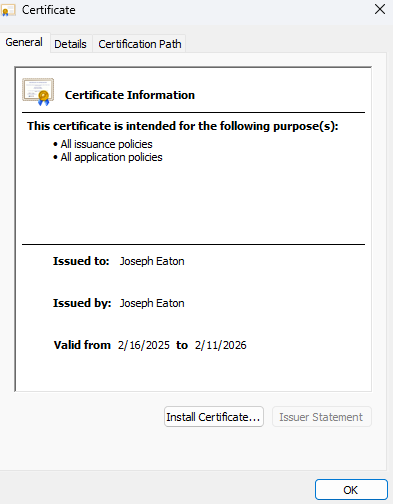 Certificate
General Details Certification Path
Certificate Information
This certificate is intended for the following purpose(s):
• All issuance policies
• All application policies
Issued to: Joseph Eaton
Issued by: Joseph Eaton
Valid from 2/16/2025 to 2/11/2026
Install Certificate... Issuer Statement
OK